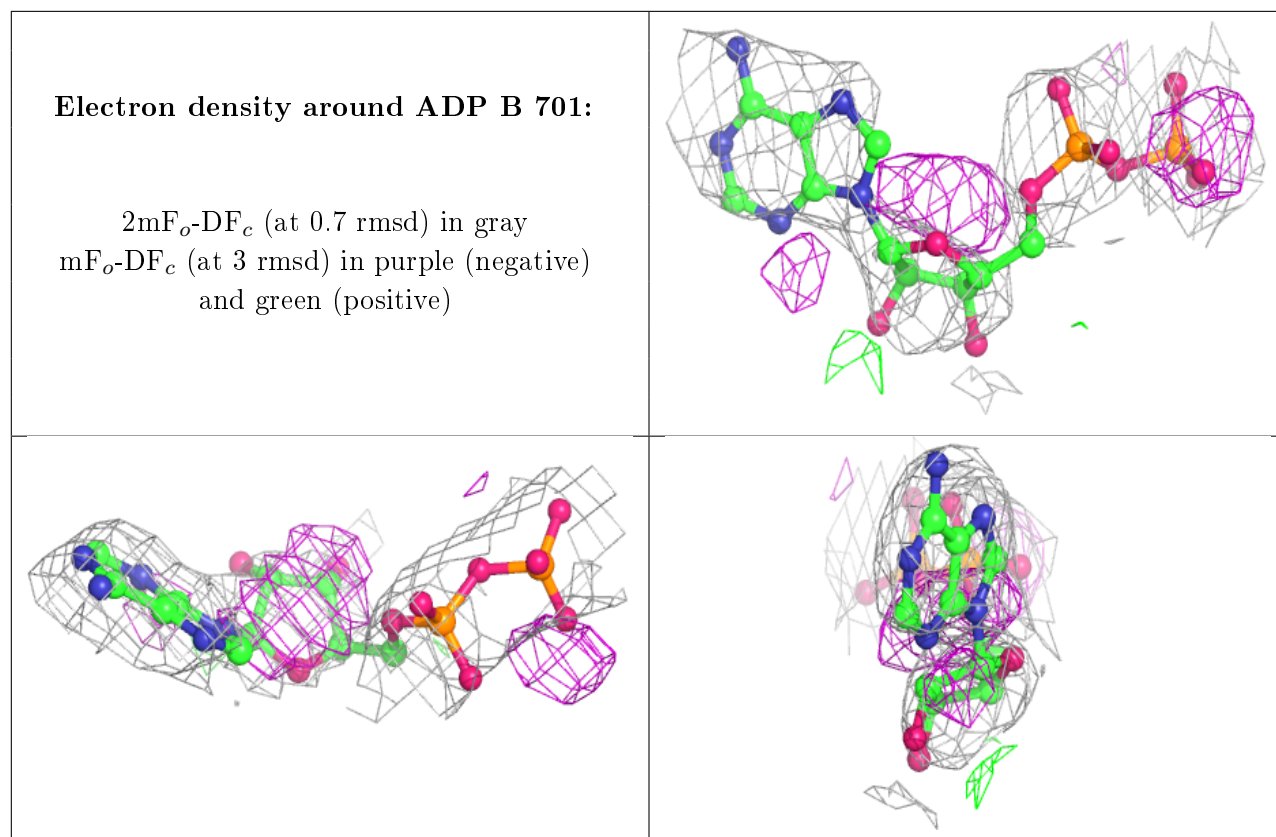 Electron density around ADP B 701:
2mFo-DFc (at 0.7 rmsd) in gray
mFo-DFc (at 3 rmsd) in purple (negative)
and green (positive)